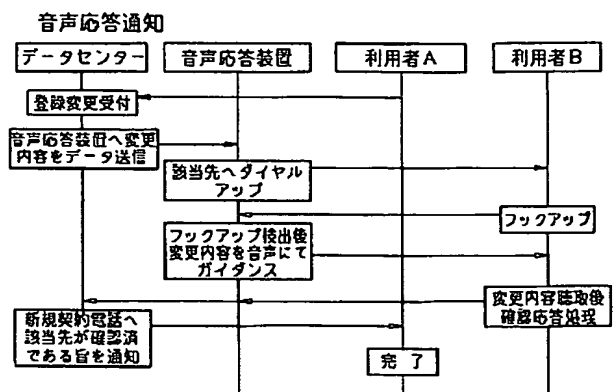 音声応答通知
データセンター
音声応答装置
利用者A
利用者B
登録変更受付
音声応答装置へ変更
内容をデータ送信
該当先へダイヤル
アップ
フックアップ
フックアップ検出後
変更内容を音声にて
ガイダンス
変更内容聴取後
確認応答処理
新規契約電話へ
該当先が確認済
である旨を通知
完了